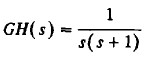 GH(s) = 1 / s(s + 1)